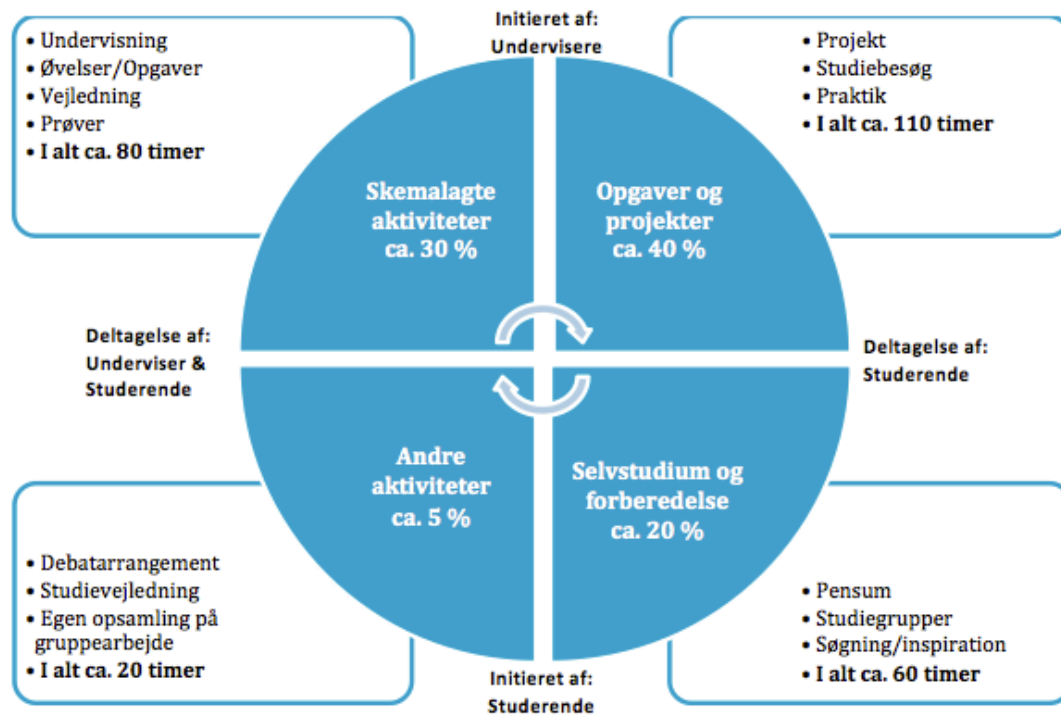 Initieret af:
Undervisere
• Undervisning
• Øvelser/Opgaver
• Vejledning
• Prøver
• I alt ca. 80 timer
• Projekt
• Studiebesøg
• Praktik
• I alt ca. 110 timer
Skemalagte
aktiviteter
ca. 30 %
Opgaver og
projekter
ca. 40 %
Deltagelse af:
Underviser &
Studerende
Deltagelse af:
Studerende
Andre
aktiviteter
ca. 5 %
Selvstudium og
forberedelse
ca. 20 %
• Debatarrangement
• Studievejledning
• Egen opsamling på
gruppearbejde
• I alt ca. 20 timer
• Pensum
• Studiegrupper
• Søgning/inspiration
• I alt ca. 60 timer
Initieret af:
Studerende